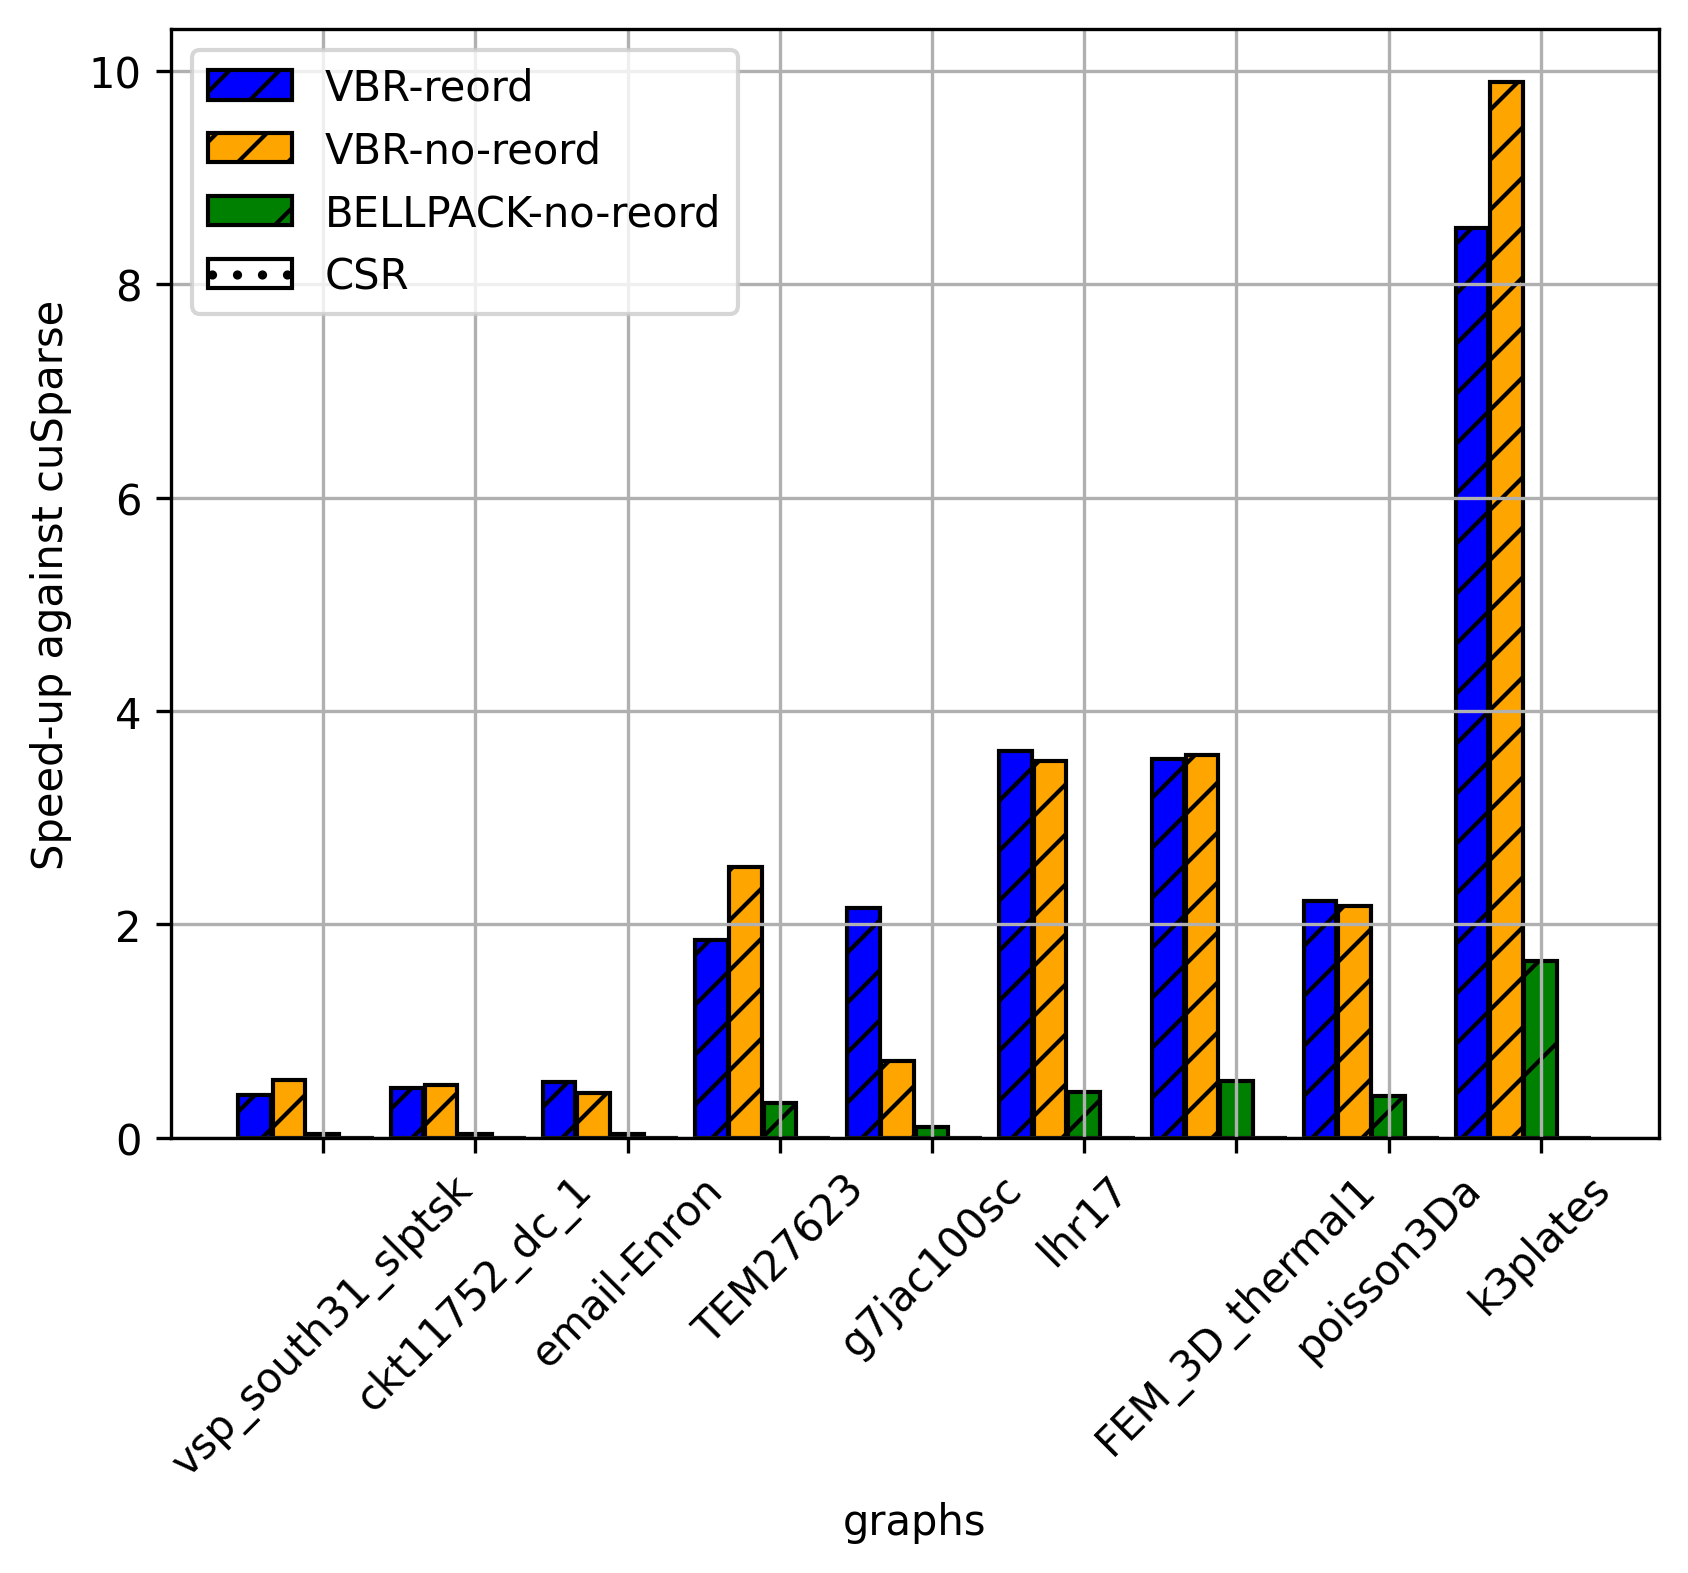 VBR-reord
VBR-no-reord
BELLPACK-no-reord
CSR
Speed-up against cuSparse
10
8
6
4
2
0
vsp_south31_slptsk
ckt11752_dc_1
email-Enron
TEM27623
g7jac100sc
lhr17
FEM_3D_thermal1
poisson3Da
k3plates
graphs